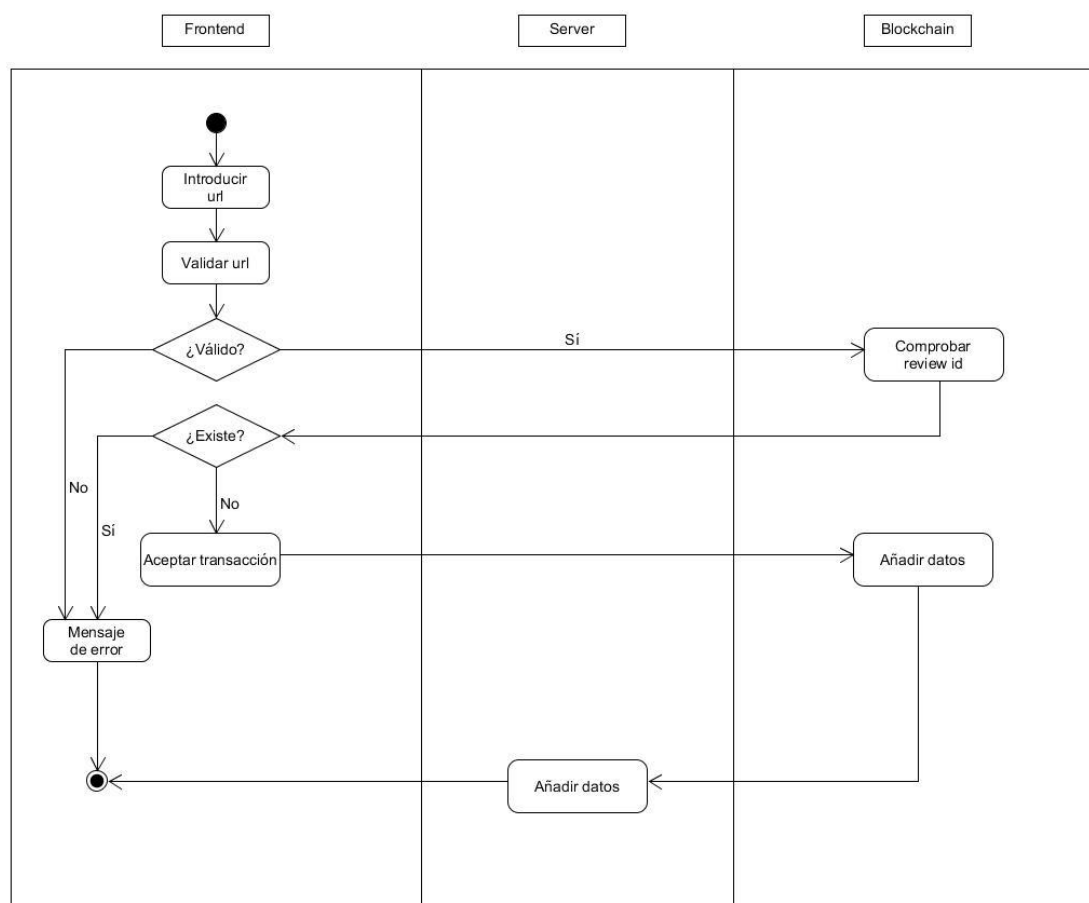 Frontend
Server
Blockchain
Introducir
url
Validar url
¿Válido?
Sí
Comprobar
review id
¿Existe?
No
No
Sí
Aceptar transacción
Añadir datos
Mensaje
de error
Añadir datos